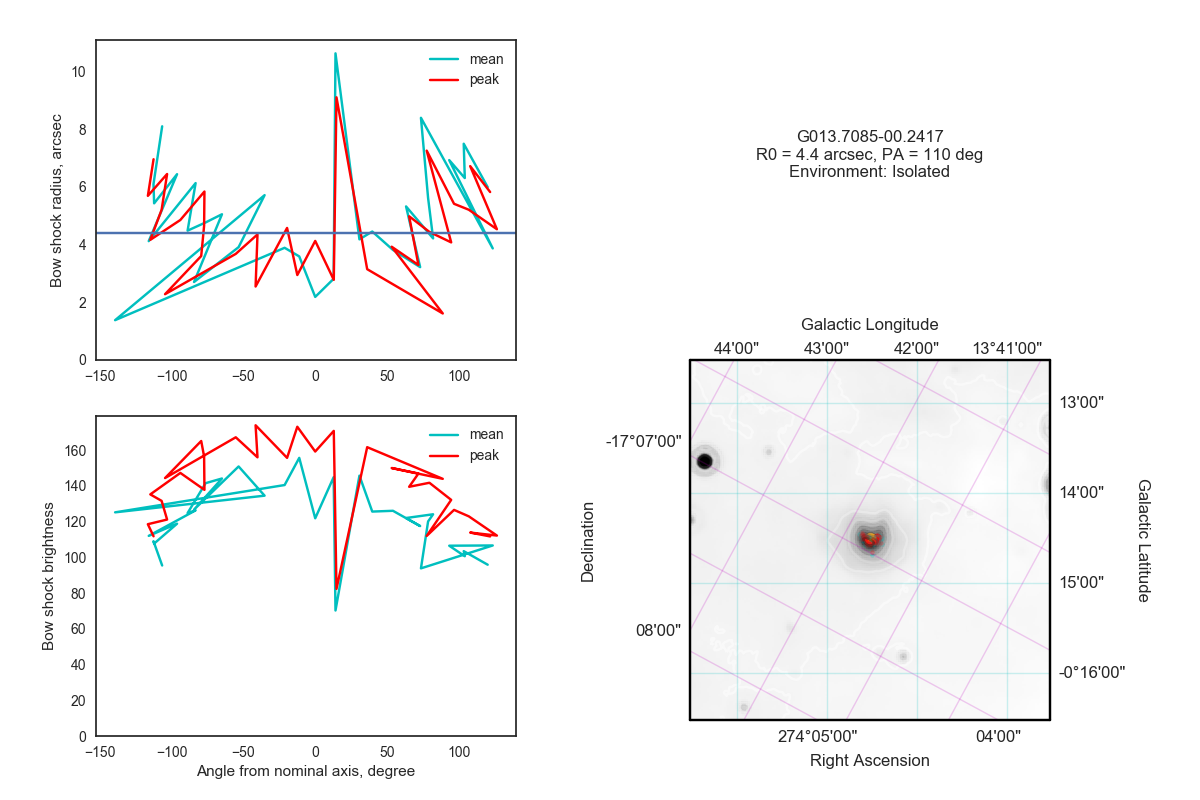 10
8
6
4
2
0
−150
−100
−50
0
50
100
Bow shock radius, arcsec
mean
peak
160
140
120
100
80
60
40
20
0
−150
−100
−50
0
50
100
Bow shock brightness
Angle from nominal axis, degree
mean
peak
G013.7085-00.2417
R0 = 4.4 arcsec, PA = 110 deg
Environment: Isolated
Galactic Longitude
44'00" 43'00" 42'00" 13°41'00"
13'00"
-17°07'00"
14'00"
Galactic Latitude
Declination
15'00"
08'00"
-0°16'00"
274°05'00" 04'00"
Right Ascension